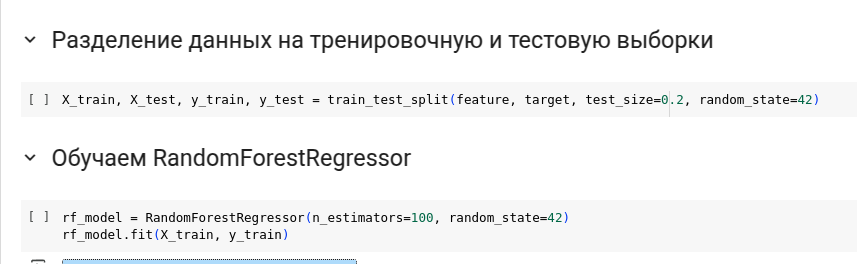 Разделение данных на тренировочную и тестовую выборки
[ ] X_train, X_test, y_train, y_test = train_test_split(feature, target, test_size=0.2, random_state=42)
Обучаем RandomForestRegressor
[ ] rf_model = RandomForestRegressor(n_estimators=100, random_state=42)
rf_model.fit(X_train, y_train)